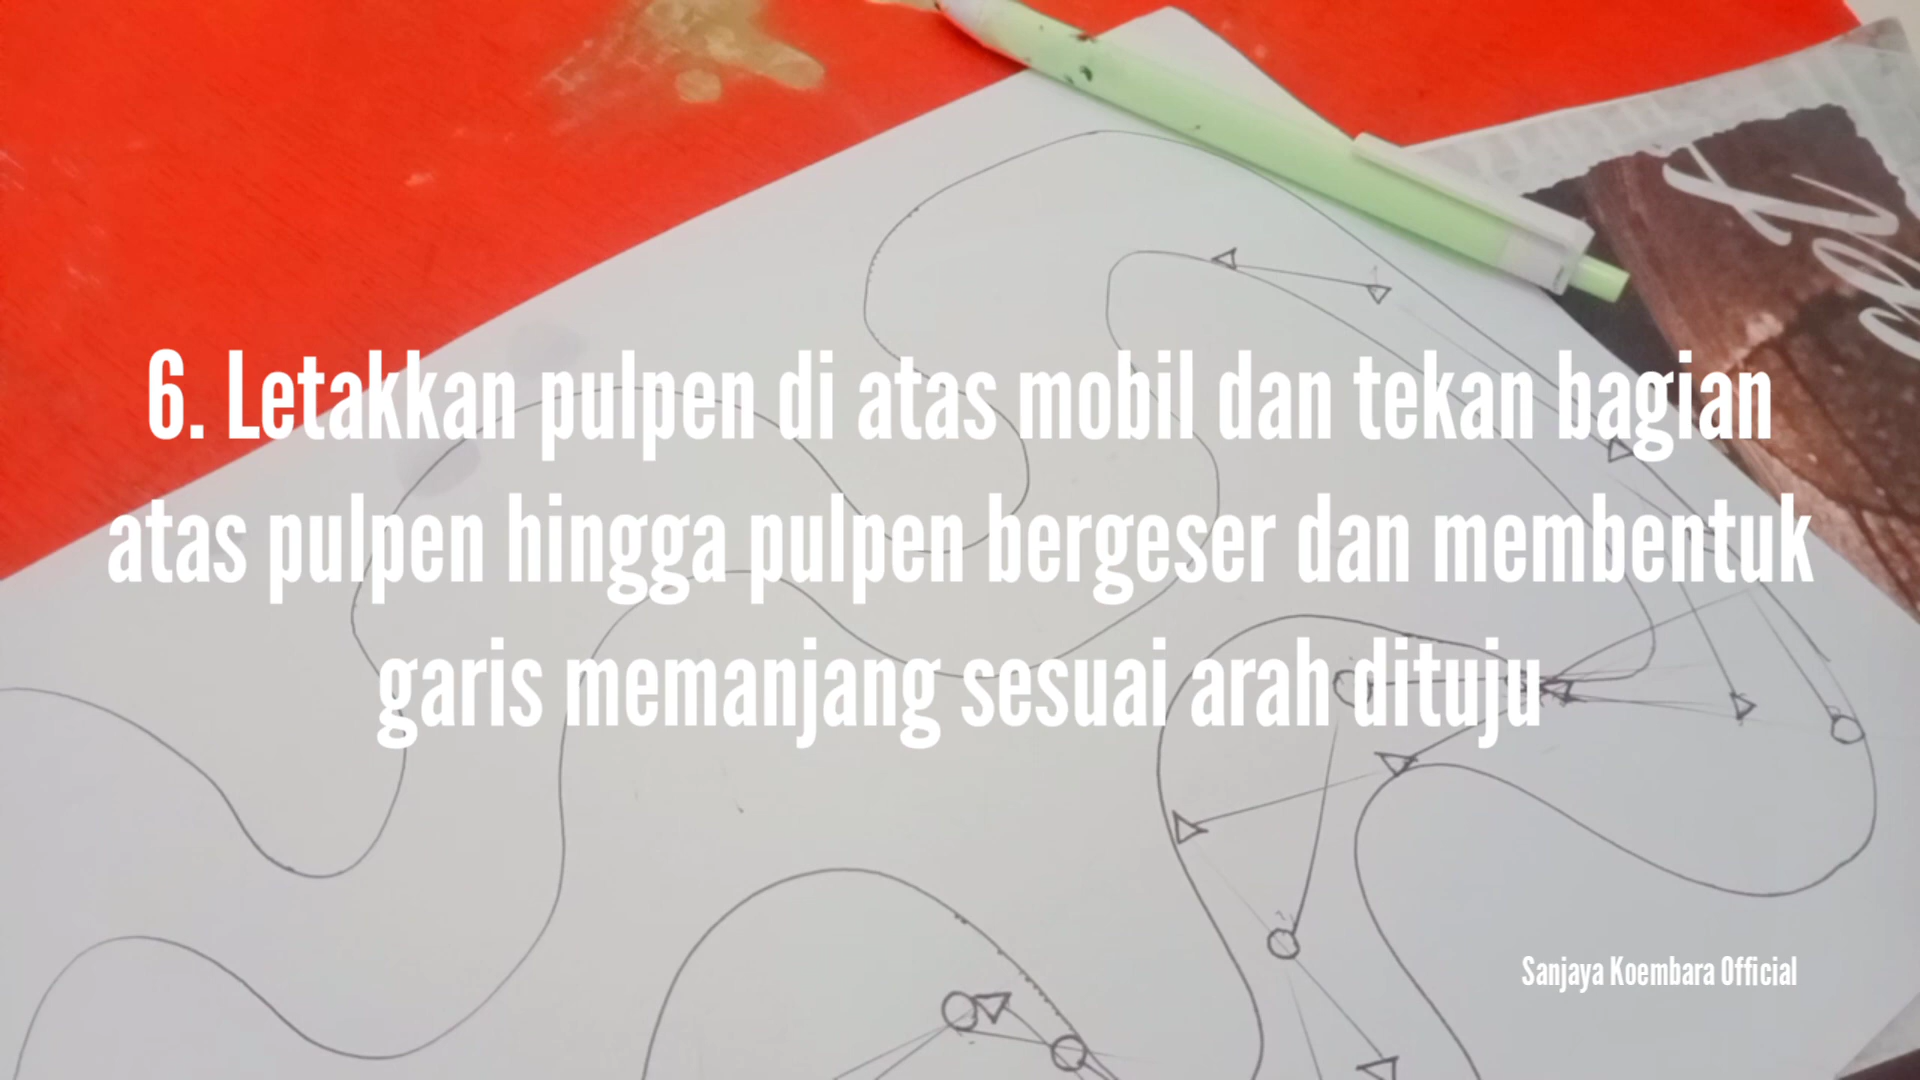 6. Letakkan pulpen di atas mobil dan tekan bagian
atas pulpen hingga pulpen bergeser dan membentuk
garis memanjang sesuai arah dituju
Sanjaya Koembara Official